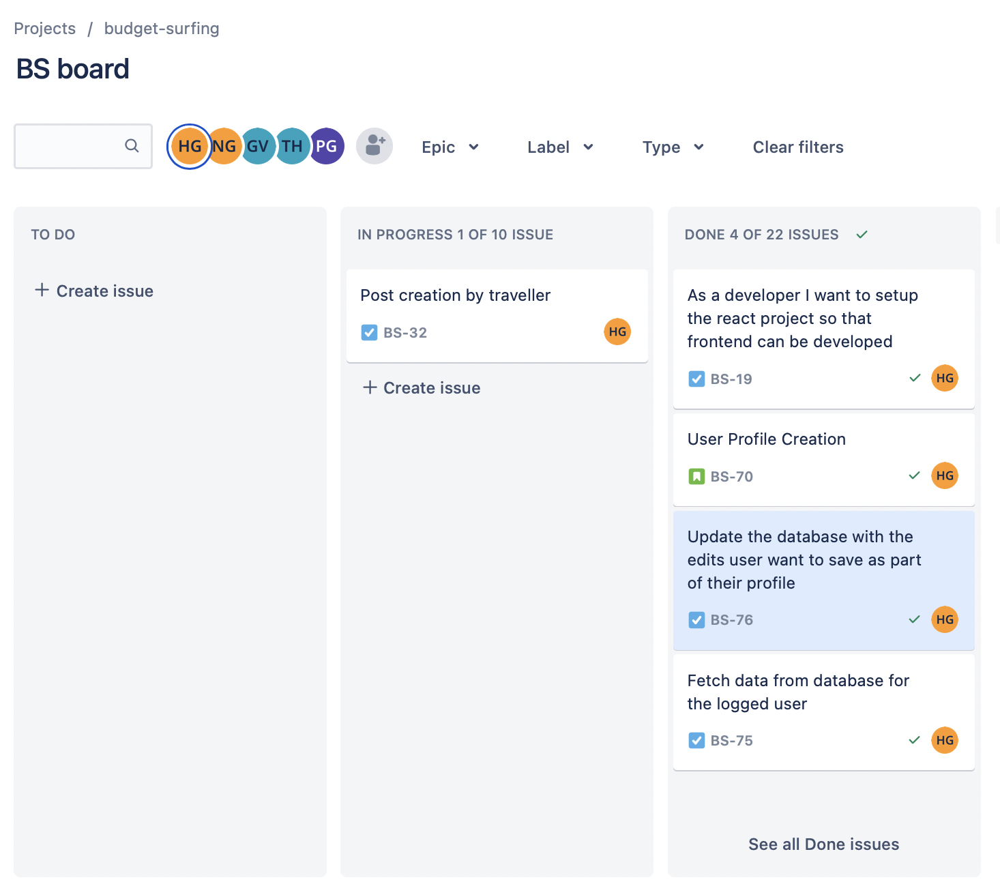 Projects / budget-surfing
BS board
HG NG GV TH PG Epic Label Type Clear filters
TO DO
Create issue
IN PROGRESS 1 OF 10 ISSUE
Post creation by traveller
BS-32 HG
Create issue
DONE 4 OF 22 ISSUES
As a developer I want to setup
the react project so that
frontend can be developed
BS-19 HG
User Profile Creation
BS-70 HG
Update the database with the
edits user want to save as part
of their profile
BS-76 HG
Fetch data from database for
the logged user
BS-75 HG
See all Done issues